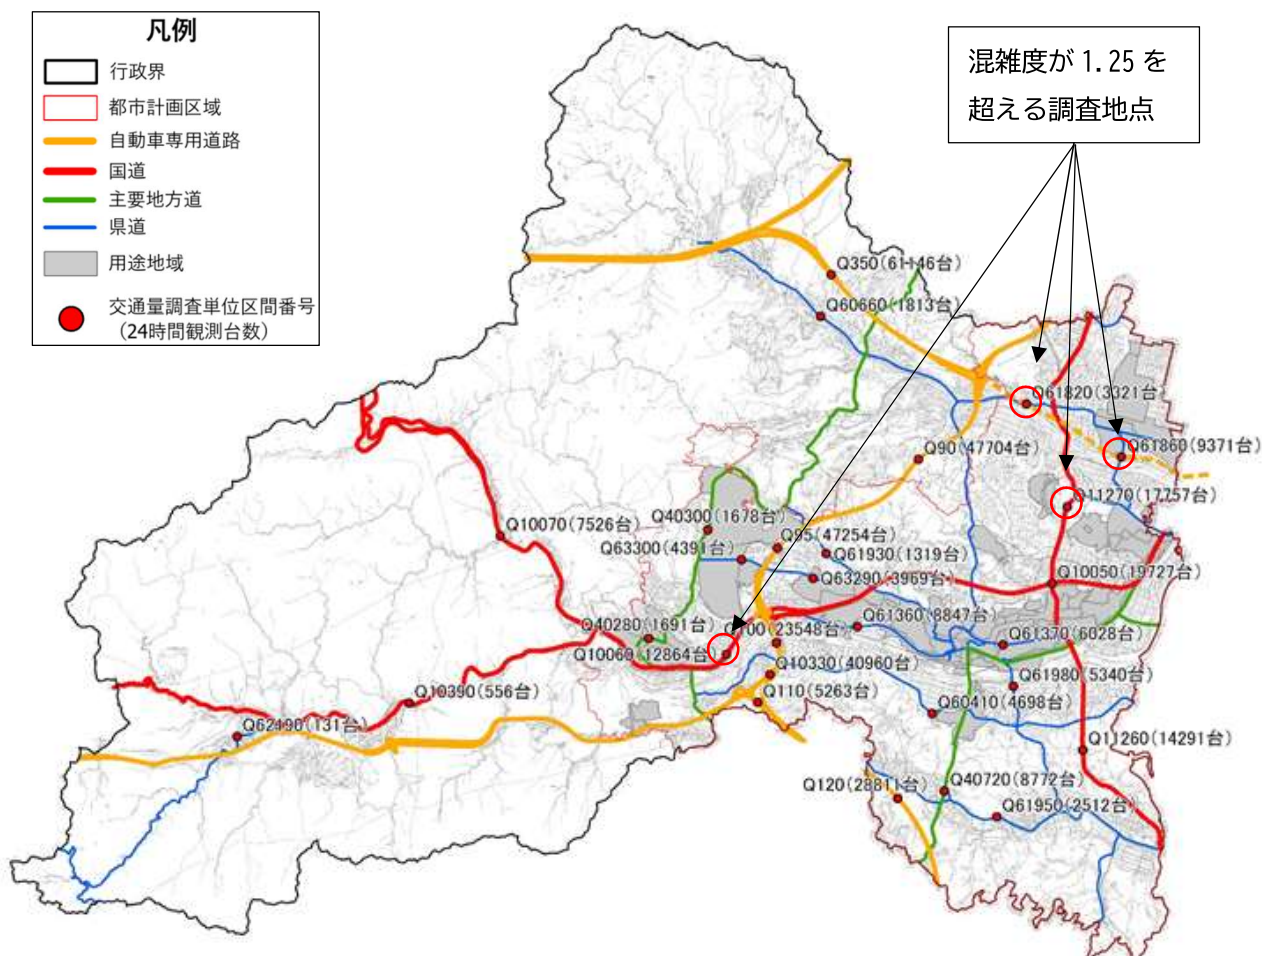 凡例
行政界
都市計画区域
自動車専用道路
国道
主要地方道
県道
用途地域
交通量調査単位区間番号
（24時間観測台数）
混雑度が 1.25 を
超える調査地点
Q350(61146台)
Q60660(1813台)
Q61820(3321台)
Q90(47704台)
Q61860(9371台)
Q11270(17757台)
Q40300(1678台)
Q10070(7526台)
Q95(47254台)
Q63300(4391台)
Q61930(1319台)
Q63290(3969台)
Q10050(19727台)
Q61360(8847台)
Q40280(1691台)
Q100(23548台)
Q61370(6028台)
Q10060(12864台)
Q10330(40960台)
Q61980(5340台)
Q10390(556台)
Q110(5263台)
Q60410(4698台)
Q62490(131台)
Q11260(14291台)
Q120(28811台)
Q40720(8772台)
Q61950(2512台)